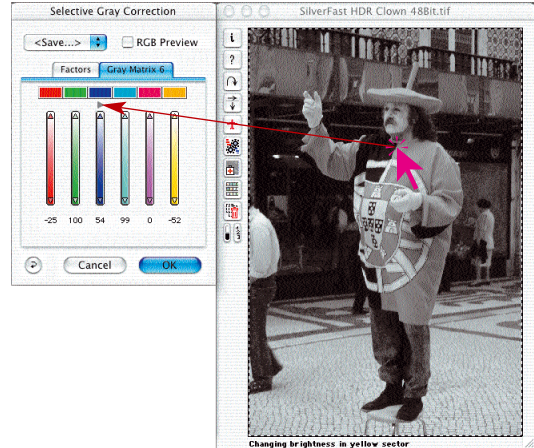 Selective Gray Correction
<Save...>
RGB Preview
Factors
Gray Matrix 6
-25 100 54 99 0 -52
Cancel
OK
SilverFast HDR Clown 48Bit.tif
i
?
Changing brightness in yellow sector